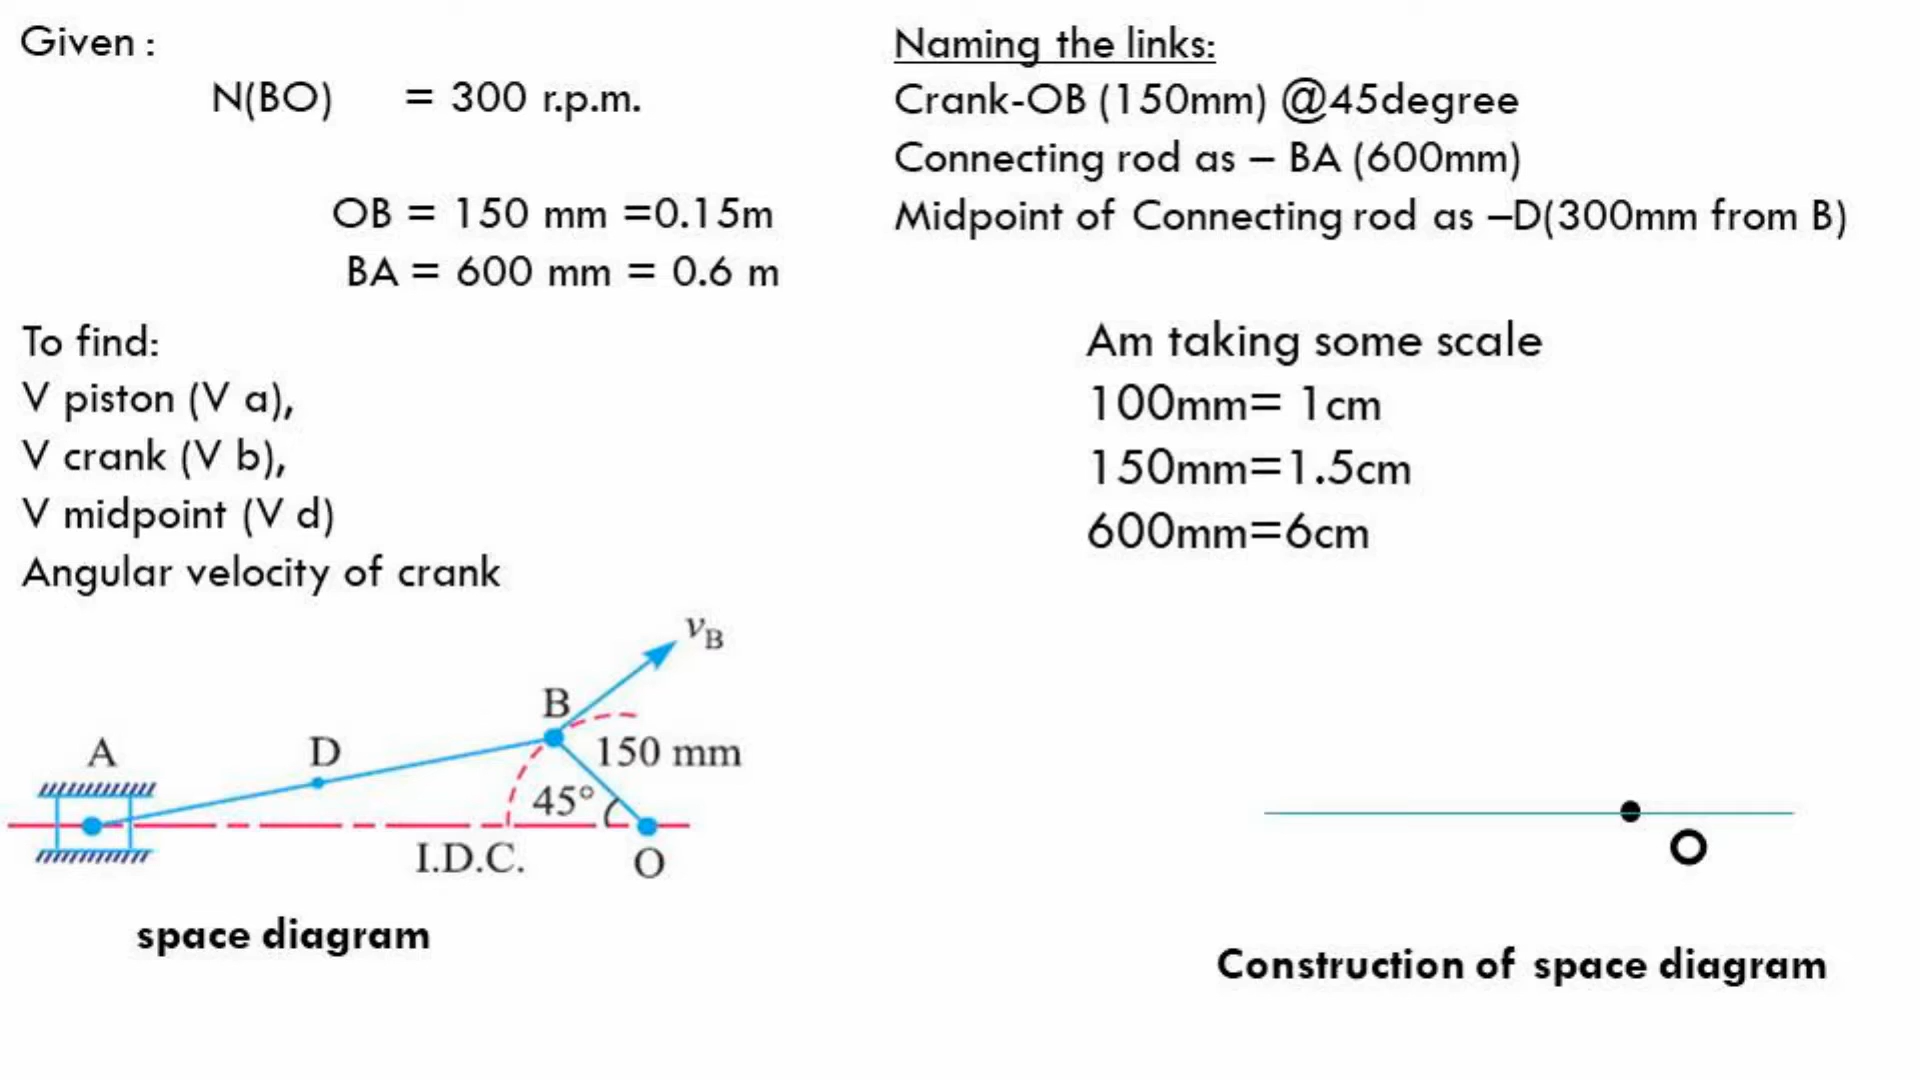 Given :
N(BO) = 300 r.p.m.
OB = 150 mm =0.15m
BA = 600 mm = 0.6 m
To find:
V piston (V a),
V crank (V b),
V midpoint (V d)
Angular velocity of crank
Naming the links:
Crank-OB (150mm) @45degree
Connecting rod as – BA (600mm)
Midpoint of Connecting rod as –D(300mm from B)
Am taking some scale
100mm= 1cm
150mm=1.5cm
600mm=6cm
vB
B
A
D
150 mm
45°
I.D.C.
O
space diagram
O
Construction of space diagram